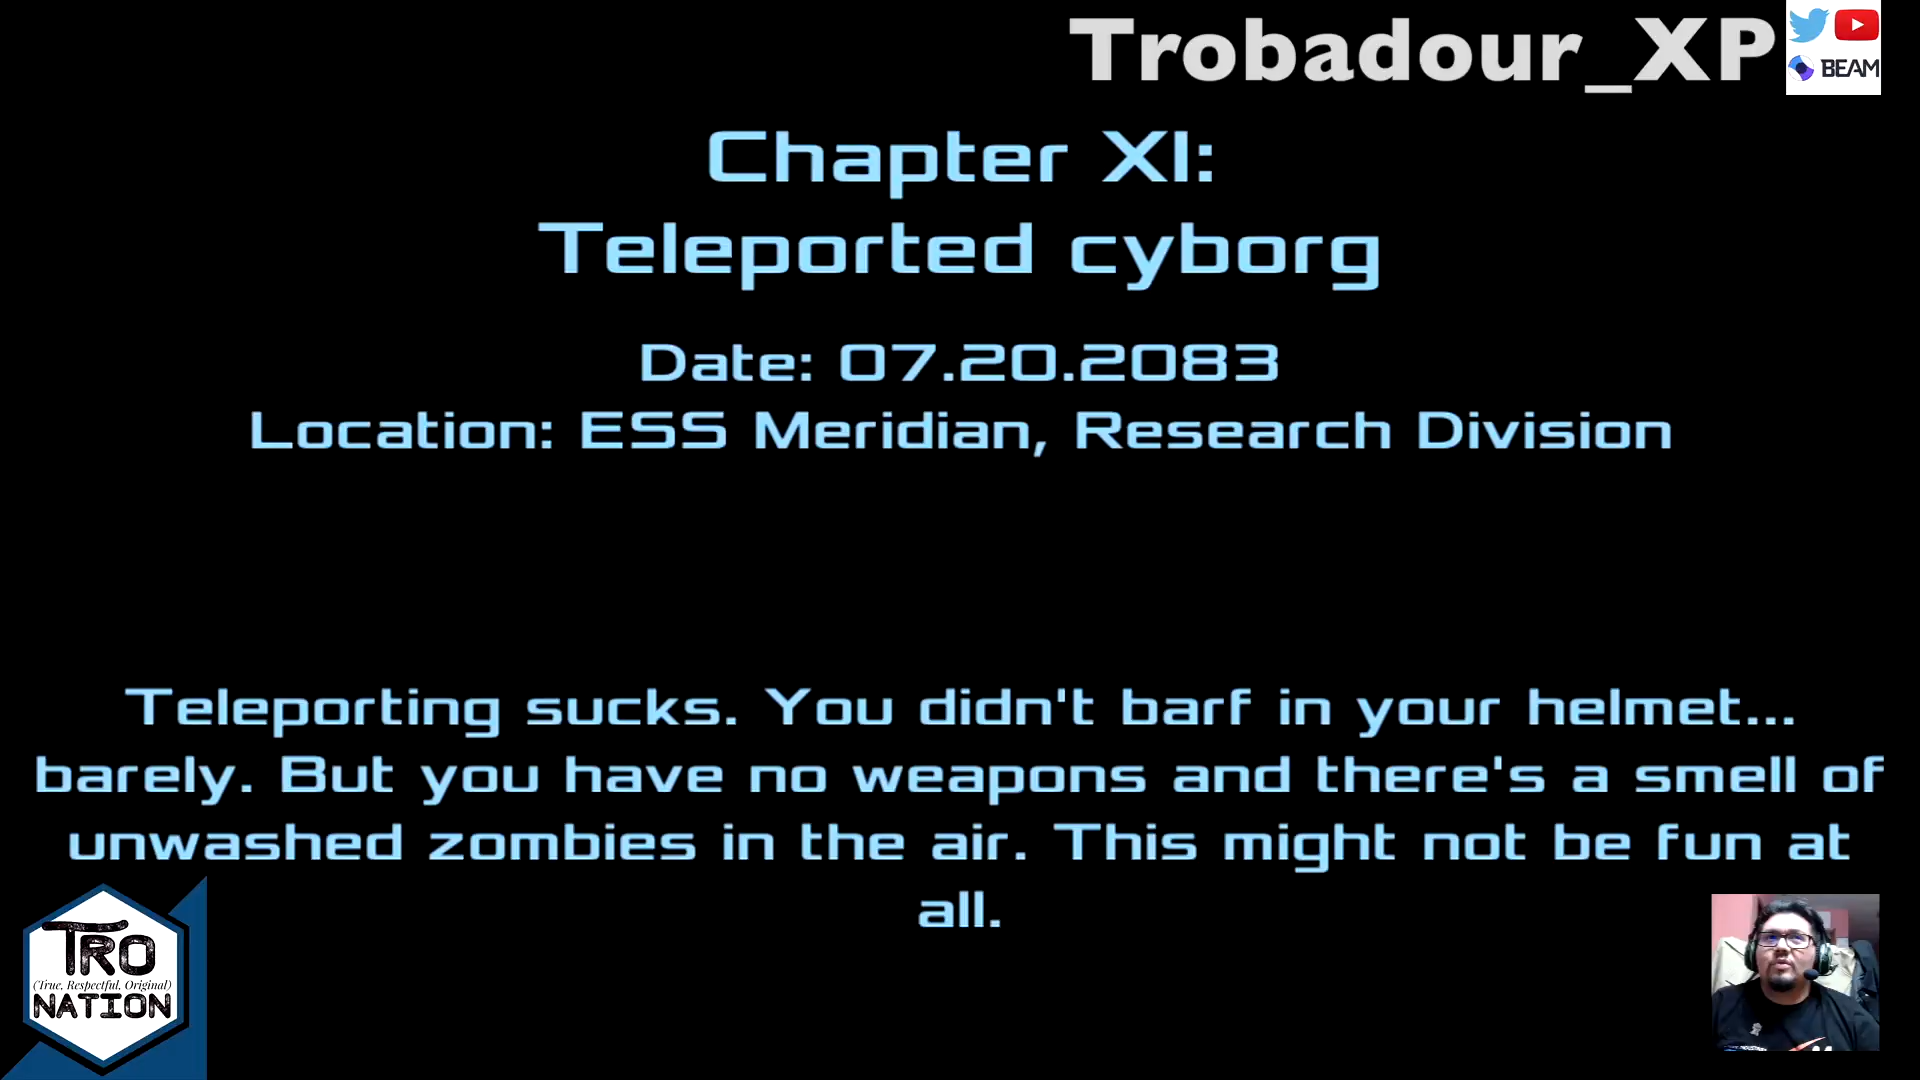 Trobadour_XP
BEAM
Chapter XI:
Teleported cyborg
Date: 07.20.2083
Location: ESS Meridian, Research Division
Teleporting sucks. You didn't barf in your helmet...
barely. But you have no weapons and there's a smell of
unwashed zombies in the air. This might not be fun at
all.
TRO
(True, Respectful, Original)
NATION